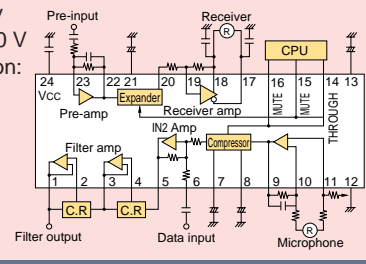 Pre-input
Receiver
0 V
on:
R
CPU
24 23 22 21 20 19 18 17 16 15 14 13
VCC
MUTE
MUTE
THROUGH
Expander
Pre-amp
Receiver amp
IN2 Amp
Filter amp
Compressor
1 2 3 4 5 6 7 8 9 10 11 12
C.R
C.R
R
Filter output
Data input
Microphone